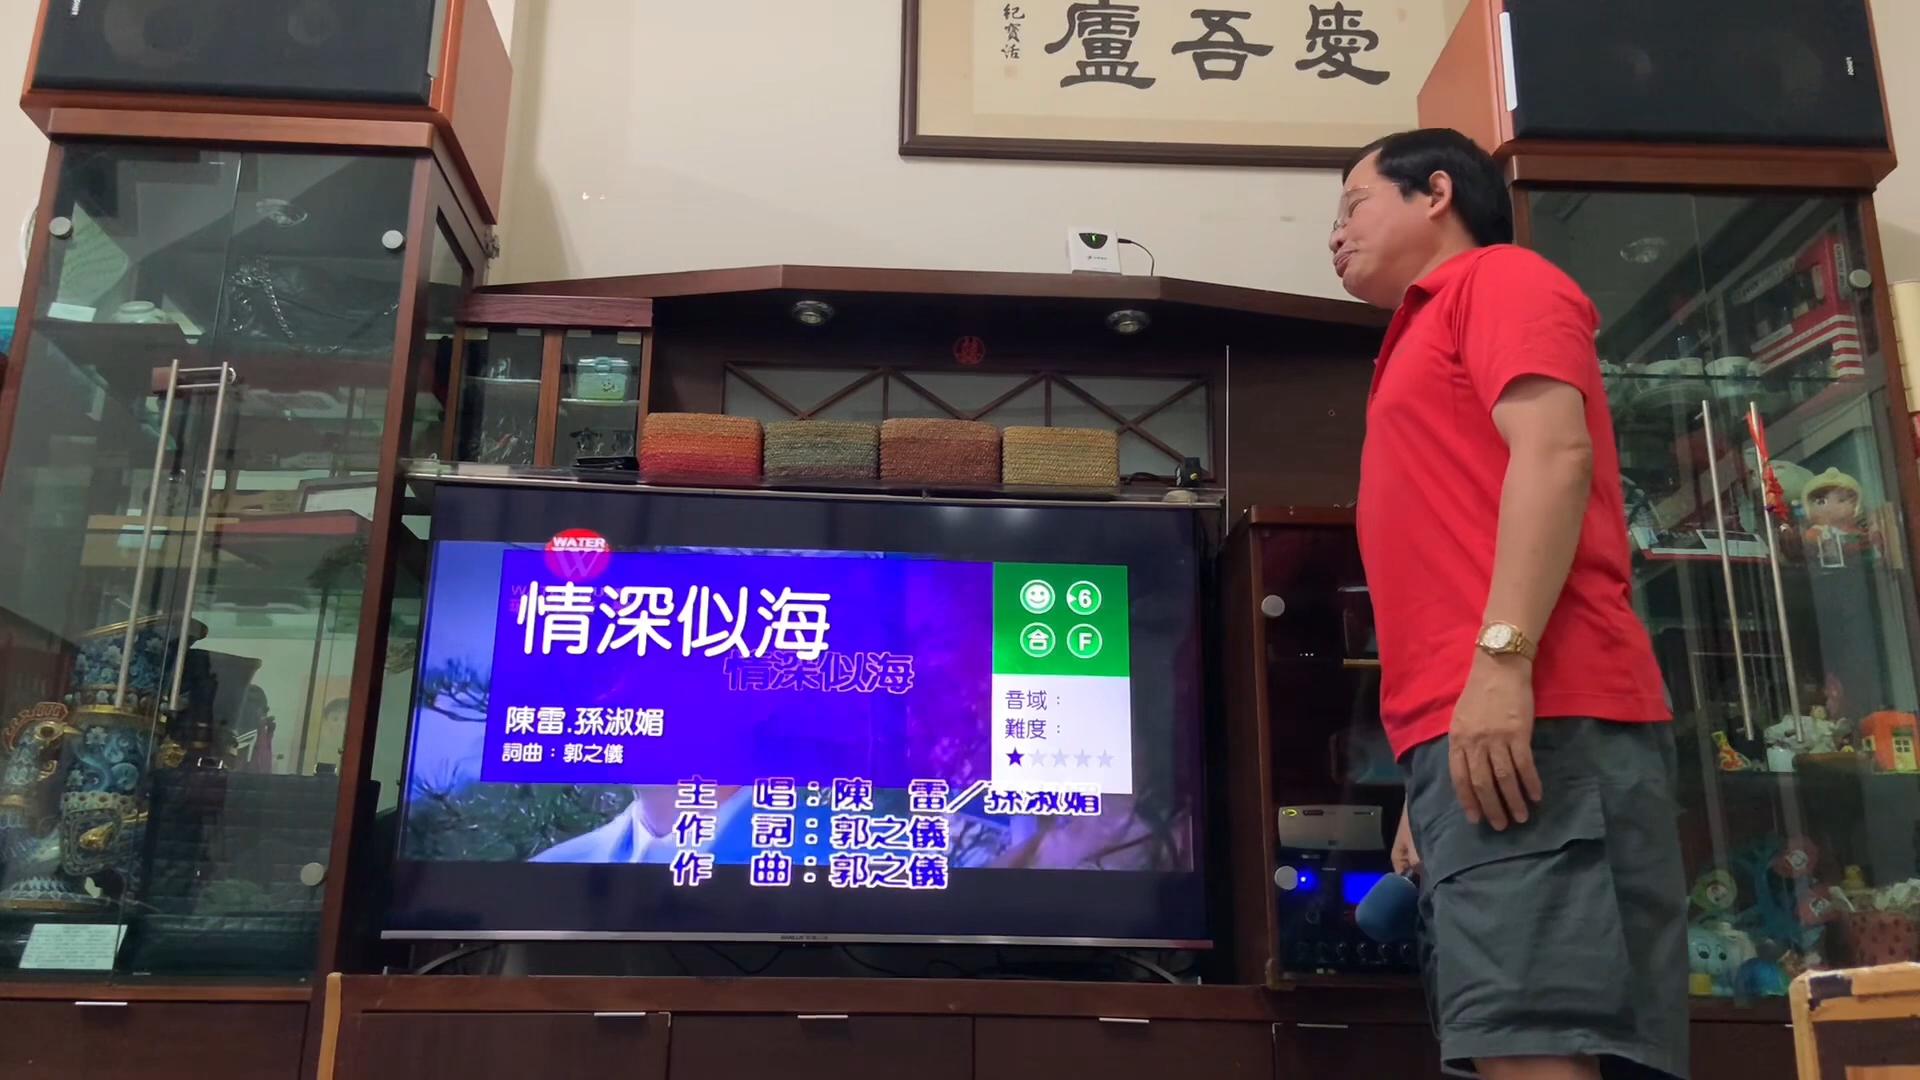 愛吾廬
紀寶活
WATER
情深似海
情深似海
陳雷.孫淑媚
詞曲：郭之儀
6
合 F
音域：
難度：
主 唱：陳 雷／孫淑媚
作 詞：郭之儀
作 曲：郭之儀